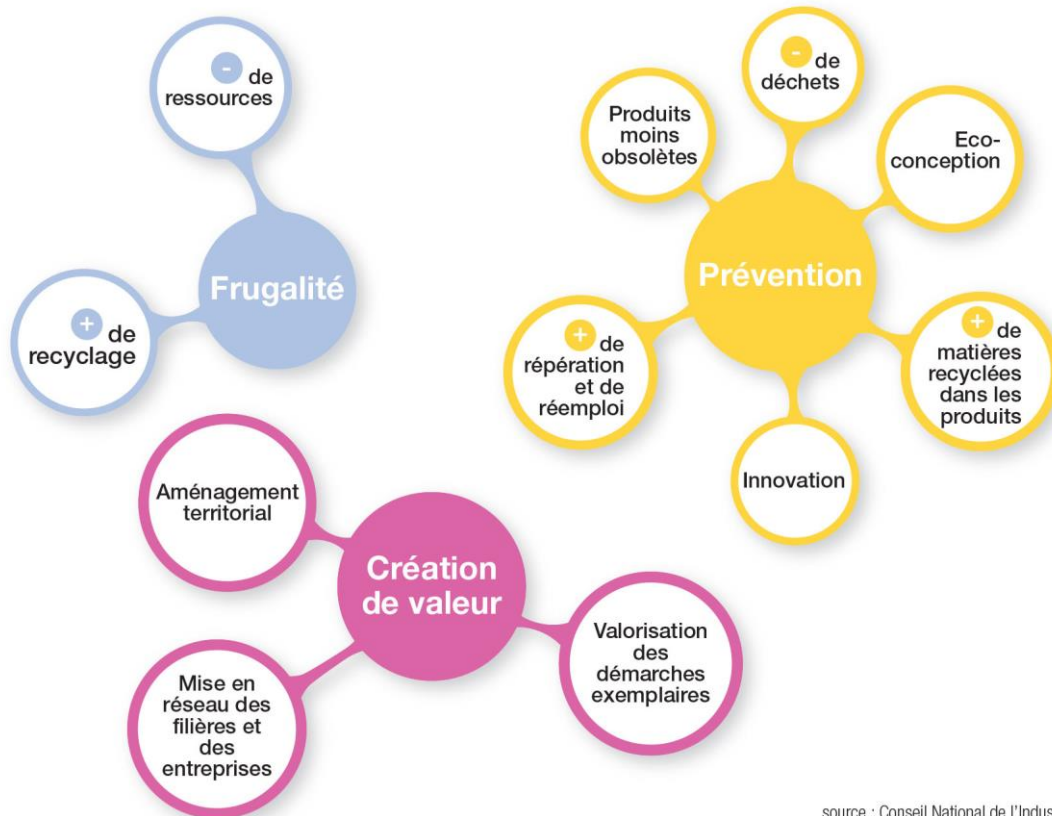 - de
ressources
Frugalité
+ de
recyclage
- de
déchets
Produits
moins
obsolètes
Eco-
conception
Prévention
+ de
répération
et de
réemploi
+ de
matières
recyclées
dans les
produits
Innovation
Aménagement
territorial
Création
de valeur
Valorisation
des
démarches
exemplaires
Mise en
réseau des
filières et
des
entreprises
source : Conseil National de l'Indus